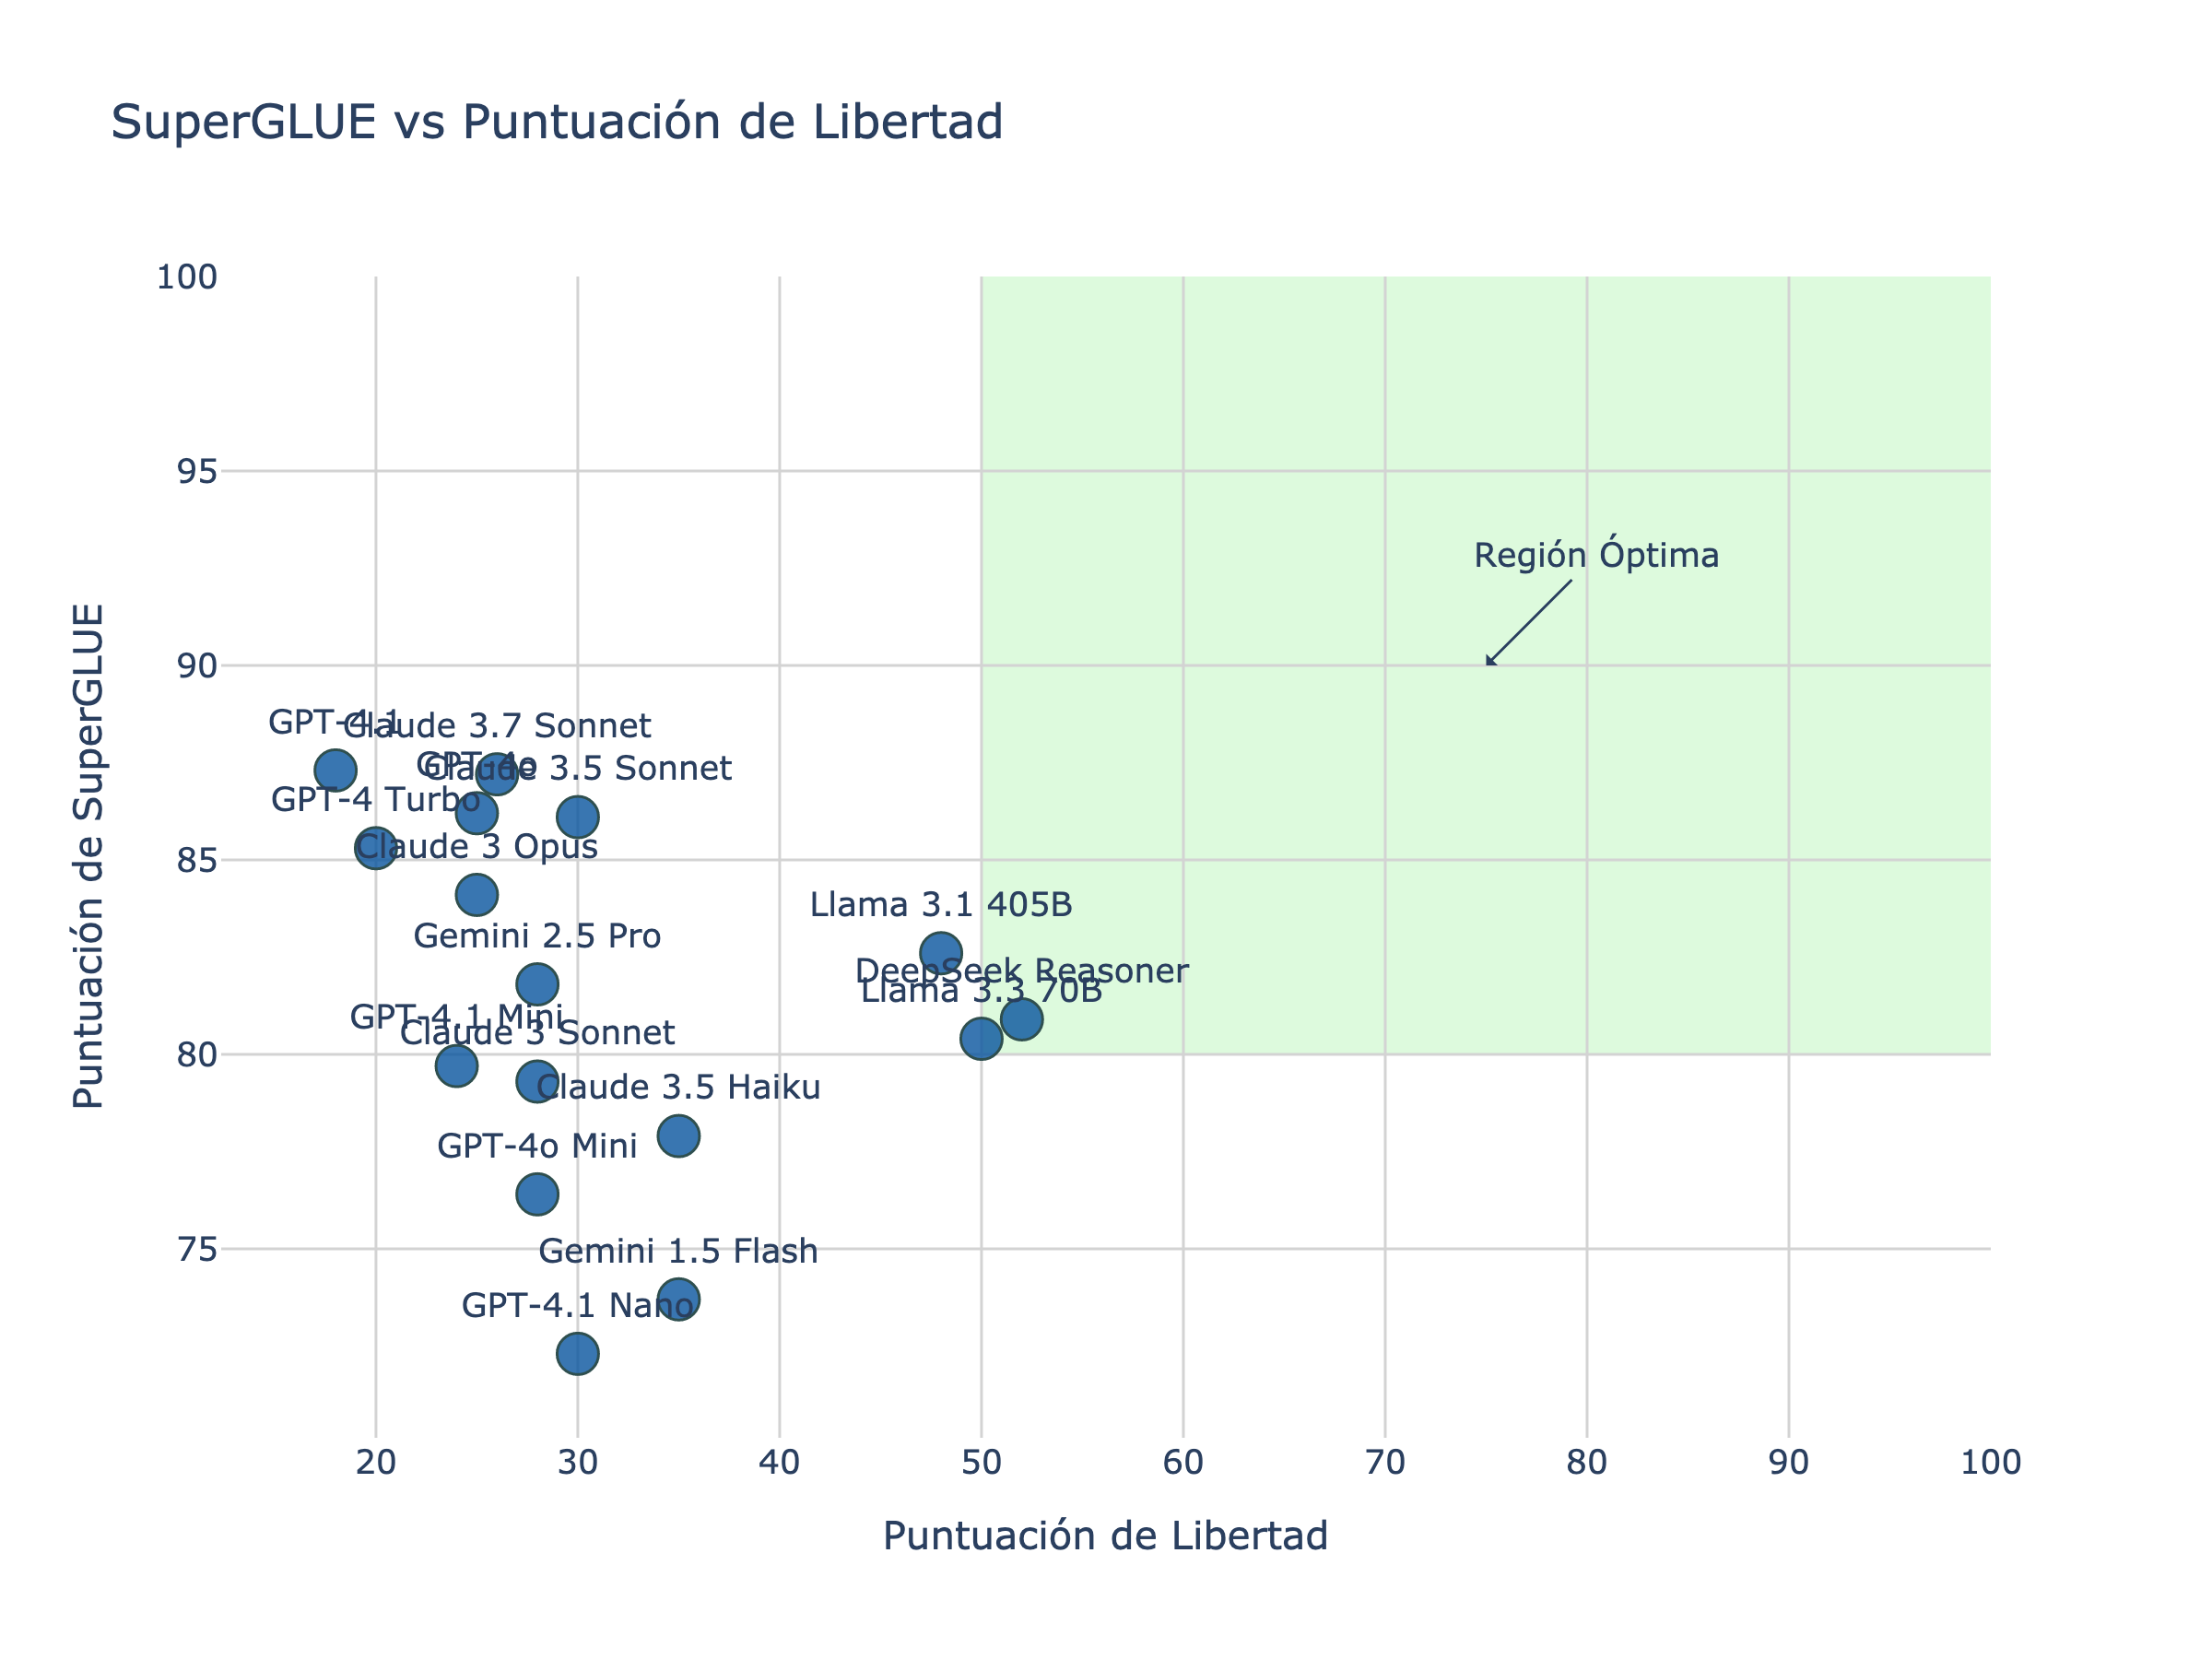 SuperGLUE vs Puntuación de Libertad
100
95
90
85
80
75
Puntuación de SuperGLUE
Región Óptima
GPT-4.1
Claude 3.7 Sonnet
GPT-4o
Claude 3.5 Sonnet
GPT-4 Turbo
Claude 3 Opus
Llama 3.1 405B
Gemini 2.5 Pro
DeepSeek Reasoner
Llama 3.3 70B
GPT-4.1 Mini
Claude 3 Sonnet
Claude 3.5 Haiku
GPT-4o Mini
Gemini 1.5 Flash
GPT-4.1 Nano
20
30
40
50
60
70
80
90
100
Puntuación de Libertad